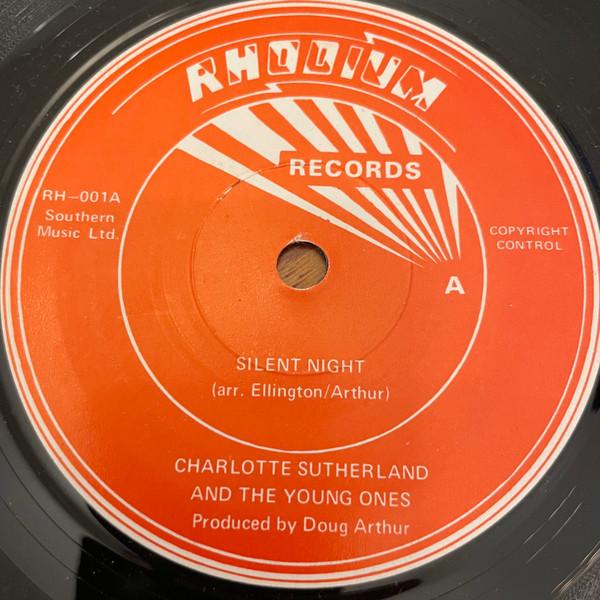 RHODIUM
RECORDS
RH-001A
Southern
Music Ltd.
COPYRIGHT
CONTROL
A
SILENT NIGHT
(arr. Ellington/Arthur)
CHARLOTTE SUTHERLAND
AND THE YOUNG ONES
Produced by Doug Arthur